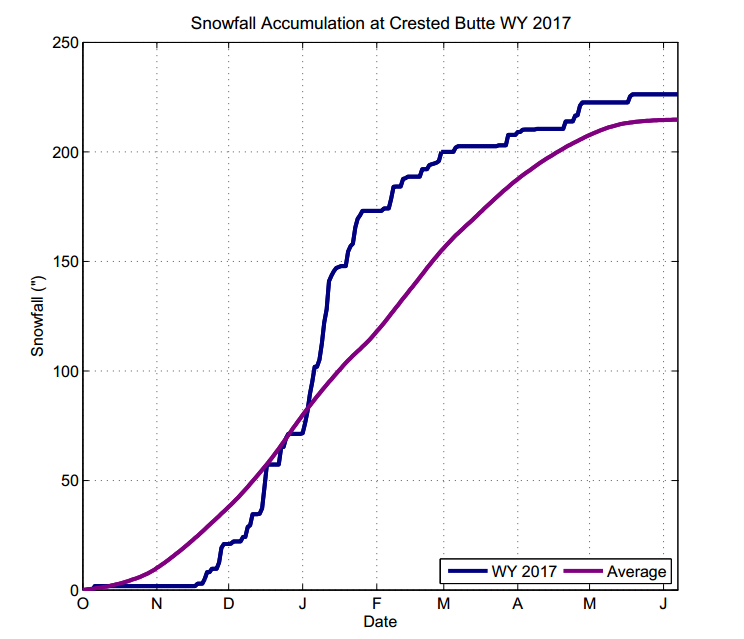 Snowfall Accumulation at Crested Butte WY 2017
250
200
150
100
50
0
Snowfall (")
O N D J F M A M J
Date
WY 2017 Average